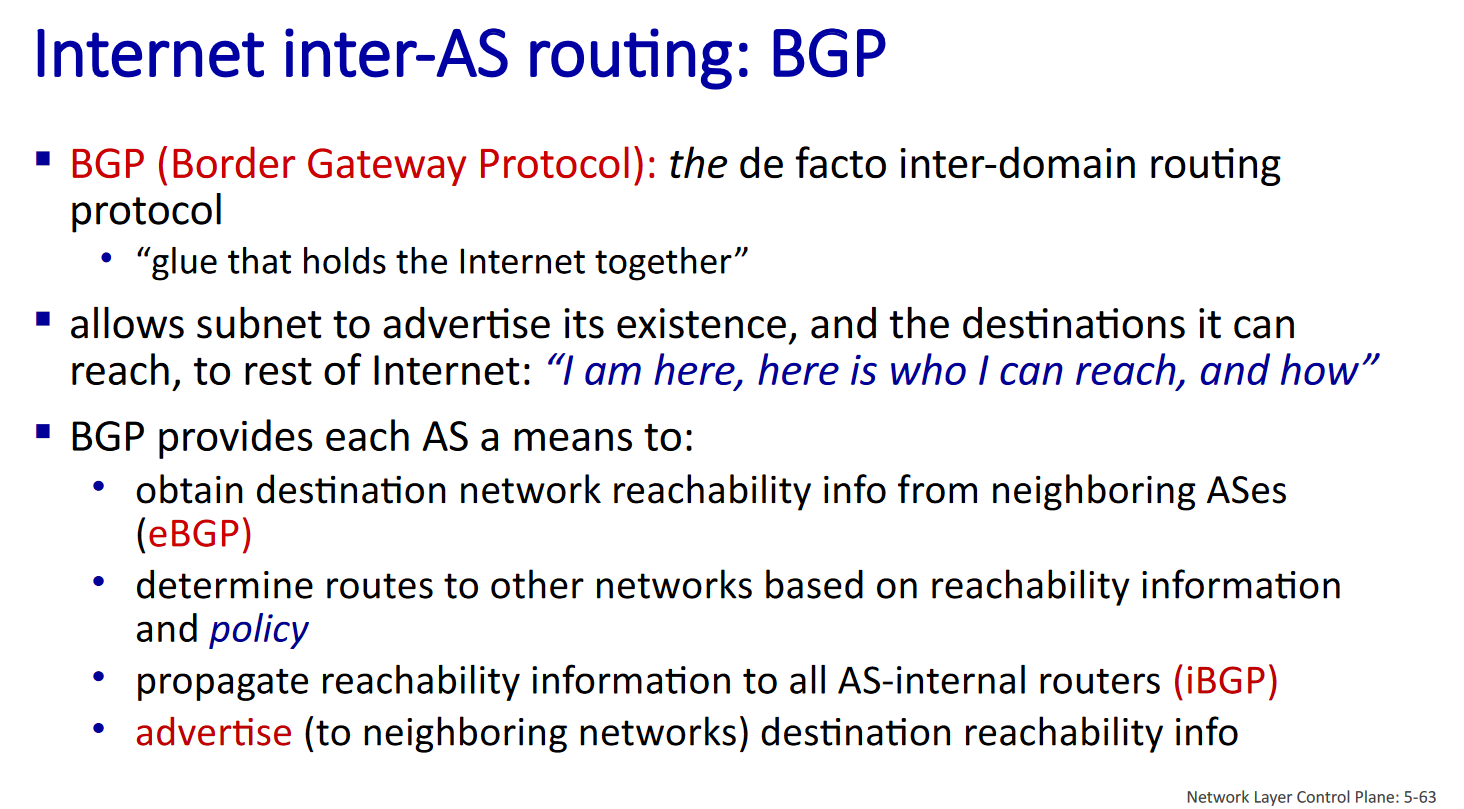 Internet inter-AS routing: BGP
▪ BGP (Border Gateway Protocol): the de facto inter-domain routing
protocol
• “glue that holds the Internet together”
▪ allows subnet to advertise its existence, and the destinations it can
reach, to rest of Internet: “I am here, here is who I can reach, and how”
▪ BGP provides each AS a means to:
• obtain destination network reachability info from neighboring ASes
(eBGP)
• determine routes to other networks based on reachability information
and policy
• propagate reachability information to all AS-internal routers (iBGP)
• advertise (to neighboring networks) destination reachability info
Network Layer Control Plane: 5-63